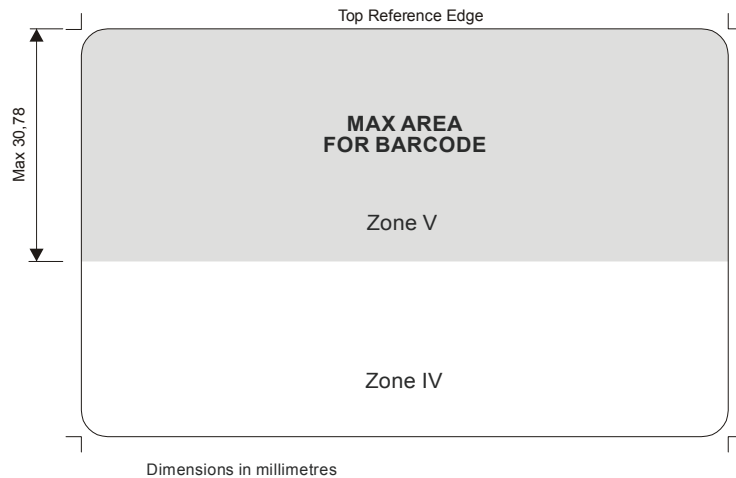 Top Reference Edge
Max 30,78
MAX AREA
FOR BARCODE
Zone V
Zone IV
Dimensions in millimetres